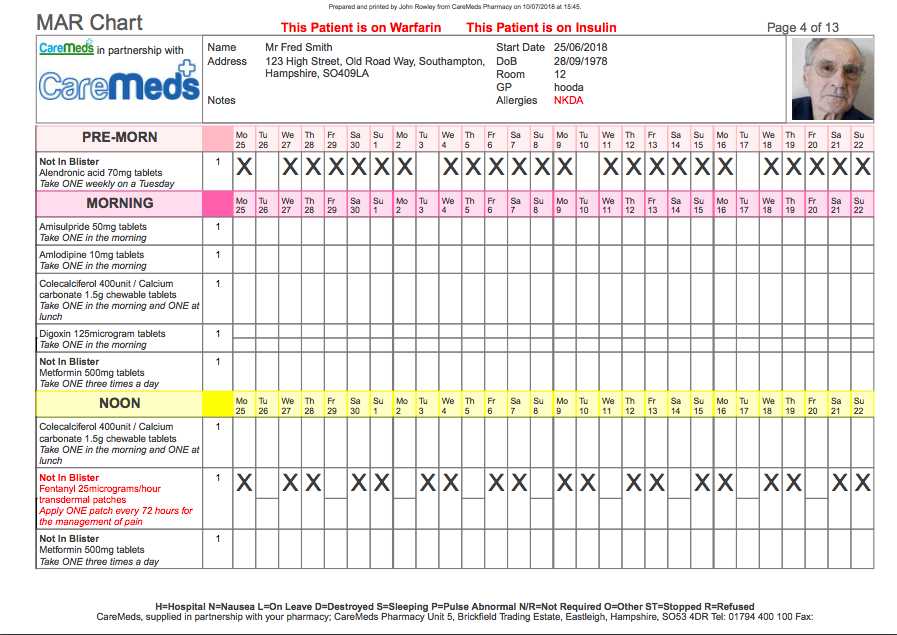 Prepared and printed by John Rowley from CareMeds Pharmacy on 10/07/2018 at 15:45.
MAR Chart
This Patient is on Warfarin This Patient is on Insulin
Page 4 of 13
CareMeds in partnership with
CareMeds
Name Mr Fred Smith
Address 123 High Street, Old Road Way, Southampton,
Hampshire, SO409LA
Notes
Start Date 25/06/2018
DoB 28/09/1978
Room 12
GP hooda
Allergies NKDA
PRE-MORN Mo Tu We Th Fr Sa Su Mo Tu We Th Fr Sa Su Mo Tu We Th Fr Sa Su Mo Tu We Th Fr Sa Su
25 26 27 28 29 30 1 2 3 4 5 6 7 8 9 10 11 12 13 14 15 16 17 18 19 20 21 22
Not In Blister 1 X X X X X X X X X X X X X X X X X X X X X X X X
Alendronic acid 70mg tablets
Take ONE weekly on a Tuesday
MORNING Mo Tu We Th Fr Sa Su Mo Tu We Th Fr Sa Su Mo Tu We Th Fr Sa Su Mo Tu We Th Fr Sa Su
25 26 27 28 29 30 1 2 3 4 5 6 7 8 9 10 11 12 13 14 15 16 17 18 19 20 21 22
Amisulpride 50mg tablets 1
Take ONE in the morning
Amlodipine 10mg tablets 1
Take ONE in the morning
Colecalciferol 400unit / Calcium 1
carbonate 1.5g chewable tablets
Take ONE in the morning and ONE at
lunch
Digoxin 125microgram tablets 1
Take ONE in the morning
Not In Blister 1
Metformin 500mg tablets
Take ONE three times a day
NOON Mo Tu We Th Fr Sa Su Mo Tu We Th Fr Sa Su Mo Tu We Th Fr Sa Su Mo Tu We Th Fr Sa Su
25 26 27 28 29 30 1 2 3 4 5 6 7 8 9 10 11 12 13 14 15 16 17 18 19 20 21 22
Colecalciferol 400unit / Calcium 1
carbonate 1.5g chewable tablets
Take ONE in the morning and ONE at
lunch
Not In Blister 1 X X X X X X X X X X X X X X X X X X X
Fentanyl 25micrograms/hour
transdermal patches
Apply ONE patch every 72 hours for
the management of pain
Not In Blister 1
Metformin 500mg tablets
Take ONE three times a day
H=Hospital N=Nausea L=On Leave D=Destroyed S=Sleeping P=Pulse Abnormal N/R=Not Required O=Other ST=Stopped R=Refused
CareMeds, supplied in partnership with your pharmacy; CareMeds Pharmacy Unit 5, Brickfield Trading Estate, Eastleigh, Hampshire, SO53 4DR Tel: 01794 400 100 Fax: